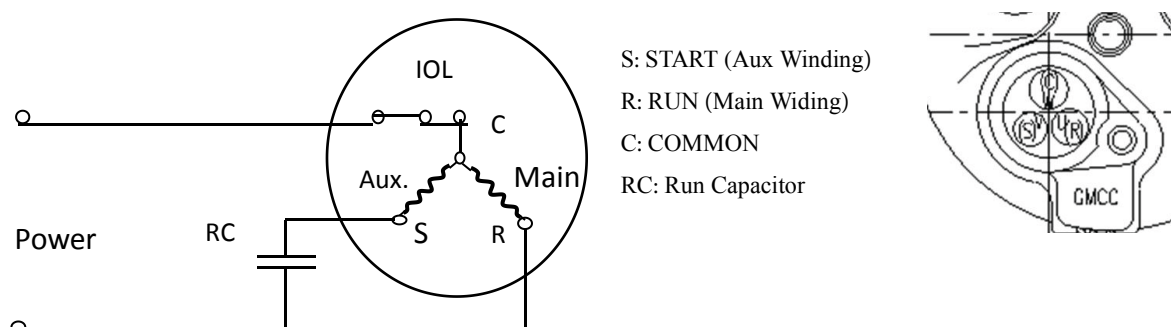 IOL
C
Aux.
Main
S
R
RC
Power
S: START (Aux Winding)
R: RUN (Main Widing)
C: COMMON
RC: Run Capacitor
C
(S)
U(R)
GMCC